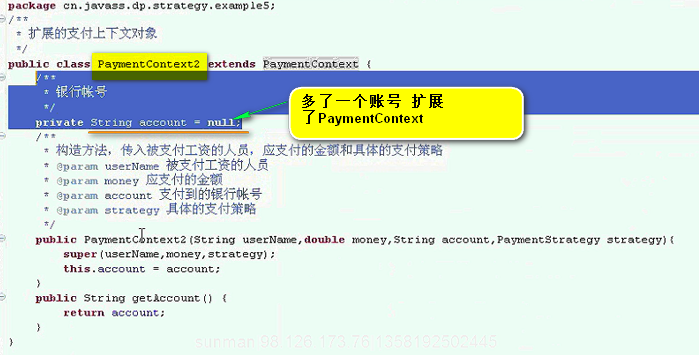 package cn.javass.dp.strategy.example5;
/**
 * 扩展的支付上下文对象
 */
public class PaymentContext2 extends PaymentContext {
/**
 * 银行帐号
 */
private String account = null;
多了一个账号 扩展
了PaymentContext
/**
 * 构造方法，传入被支付工资的人员，应支付的金额和具体的支付策略
 * @param userName 被支付工资的人员
 * @param money 应支付的金额
 * @param account 支付到的银行帐号
 * @param strategy 具体的支付策略
 */
public PaymentContext2(String userName,double money,String account,PaymentStrategy strategy){
super(userName,money,strategy);
this.account = account;
}
public String getAccount() {
return account;
}
}
sunman 98 126 173 76 1358192502445